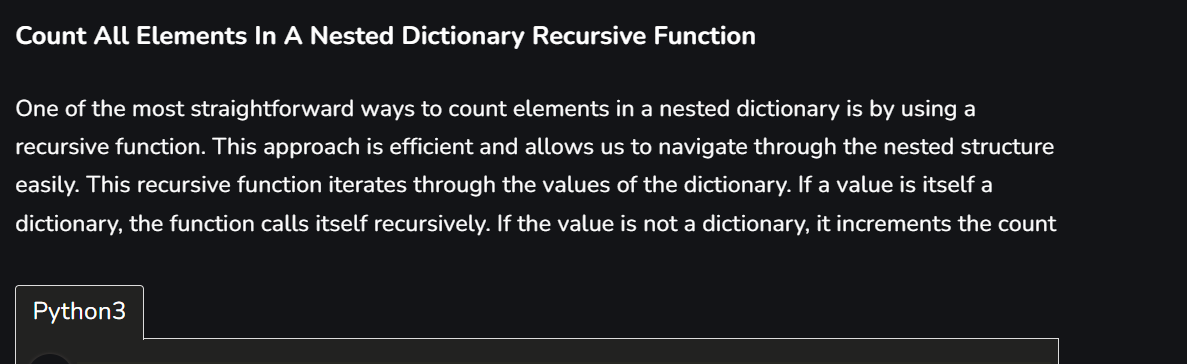 Count All Elements In A Nested Dictionary Recursive Function
One of the most straightforward ways to count elements in a nested dictionary is by using a
recursive function. This approach is efficient and allows us to navigate through the nested structure
easily. This recursive function iterates through the values of the dictionary. If a value is itself a
dictionary, the function calls itself recursively. If the value is not a dictionary, it increments the count
Python3